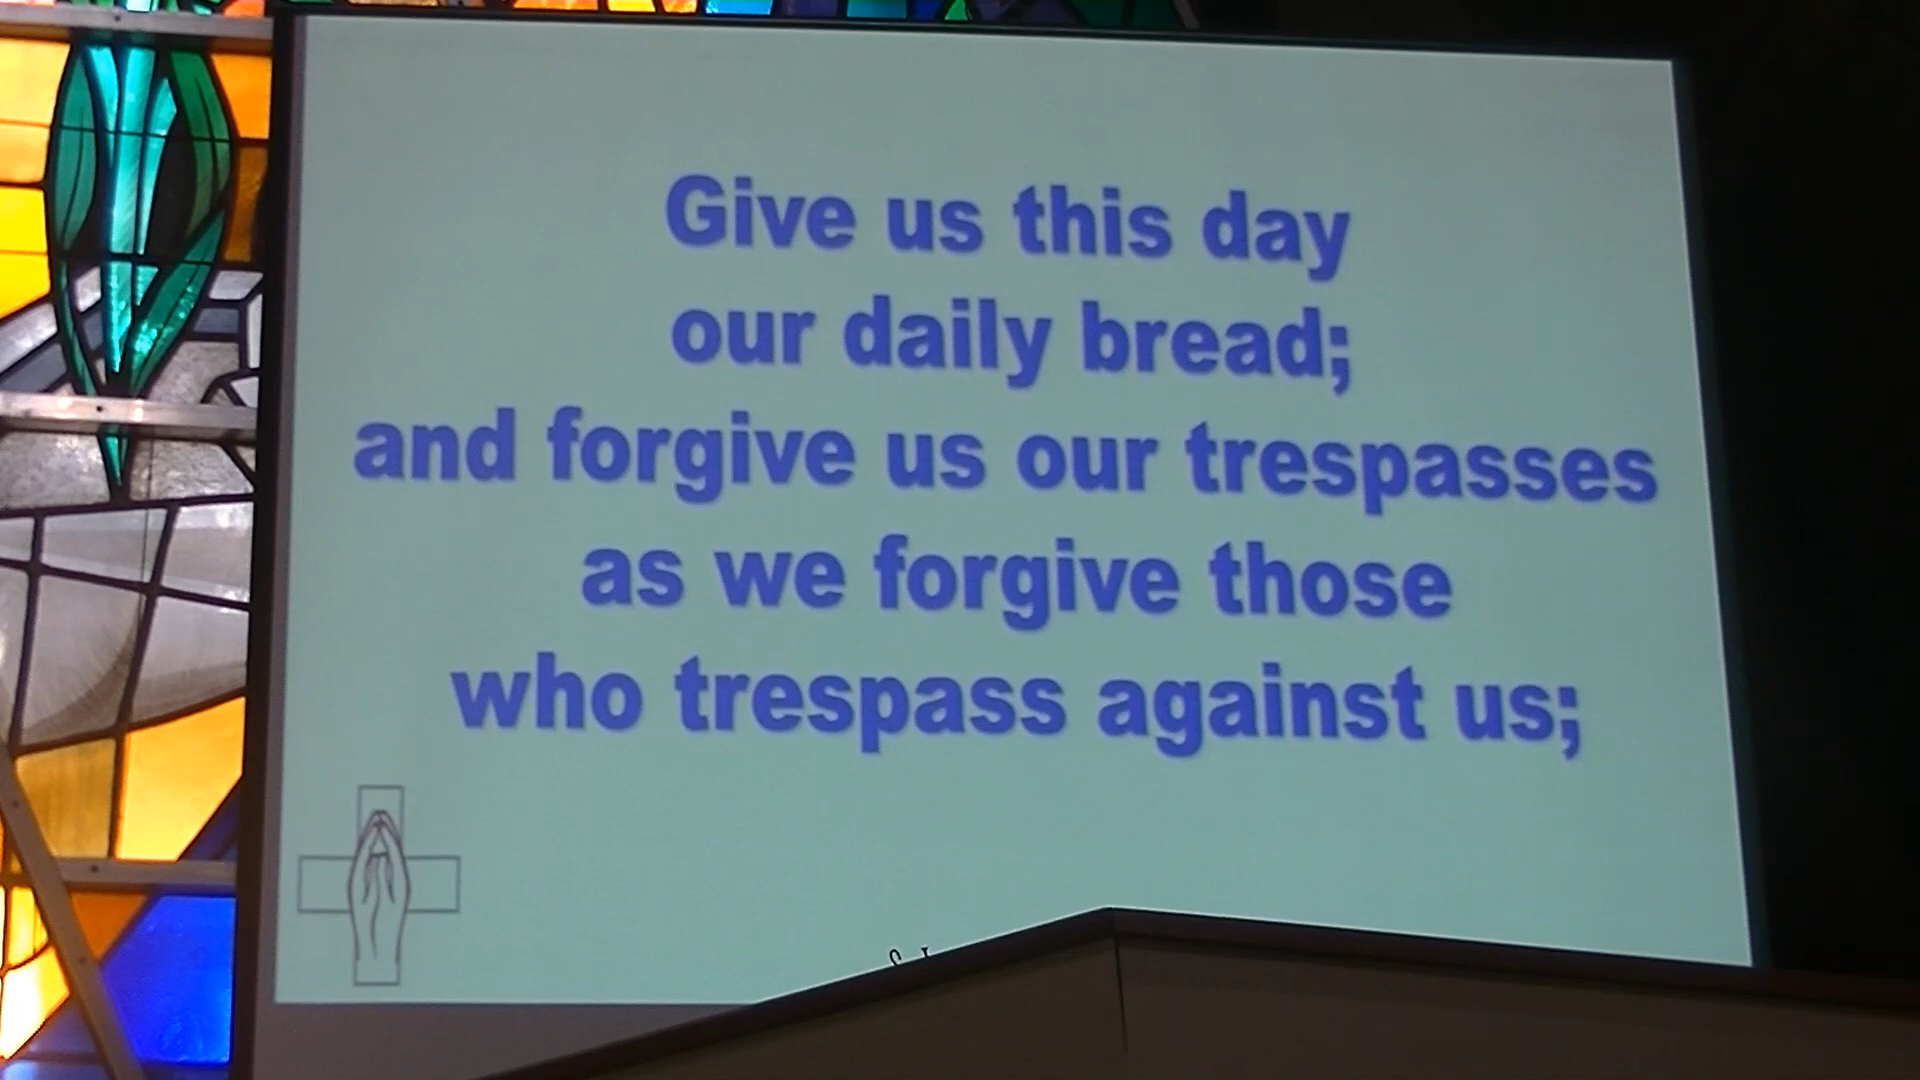 Give us this day
our daily bread;
and forgive us our trespasses
as we forgive those
who trespass against us;